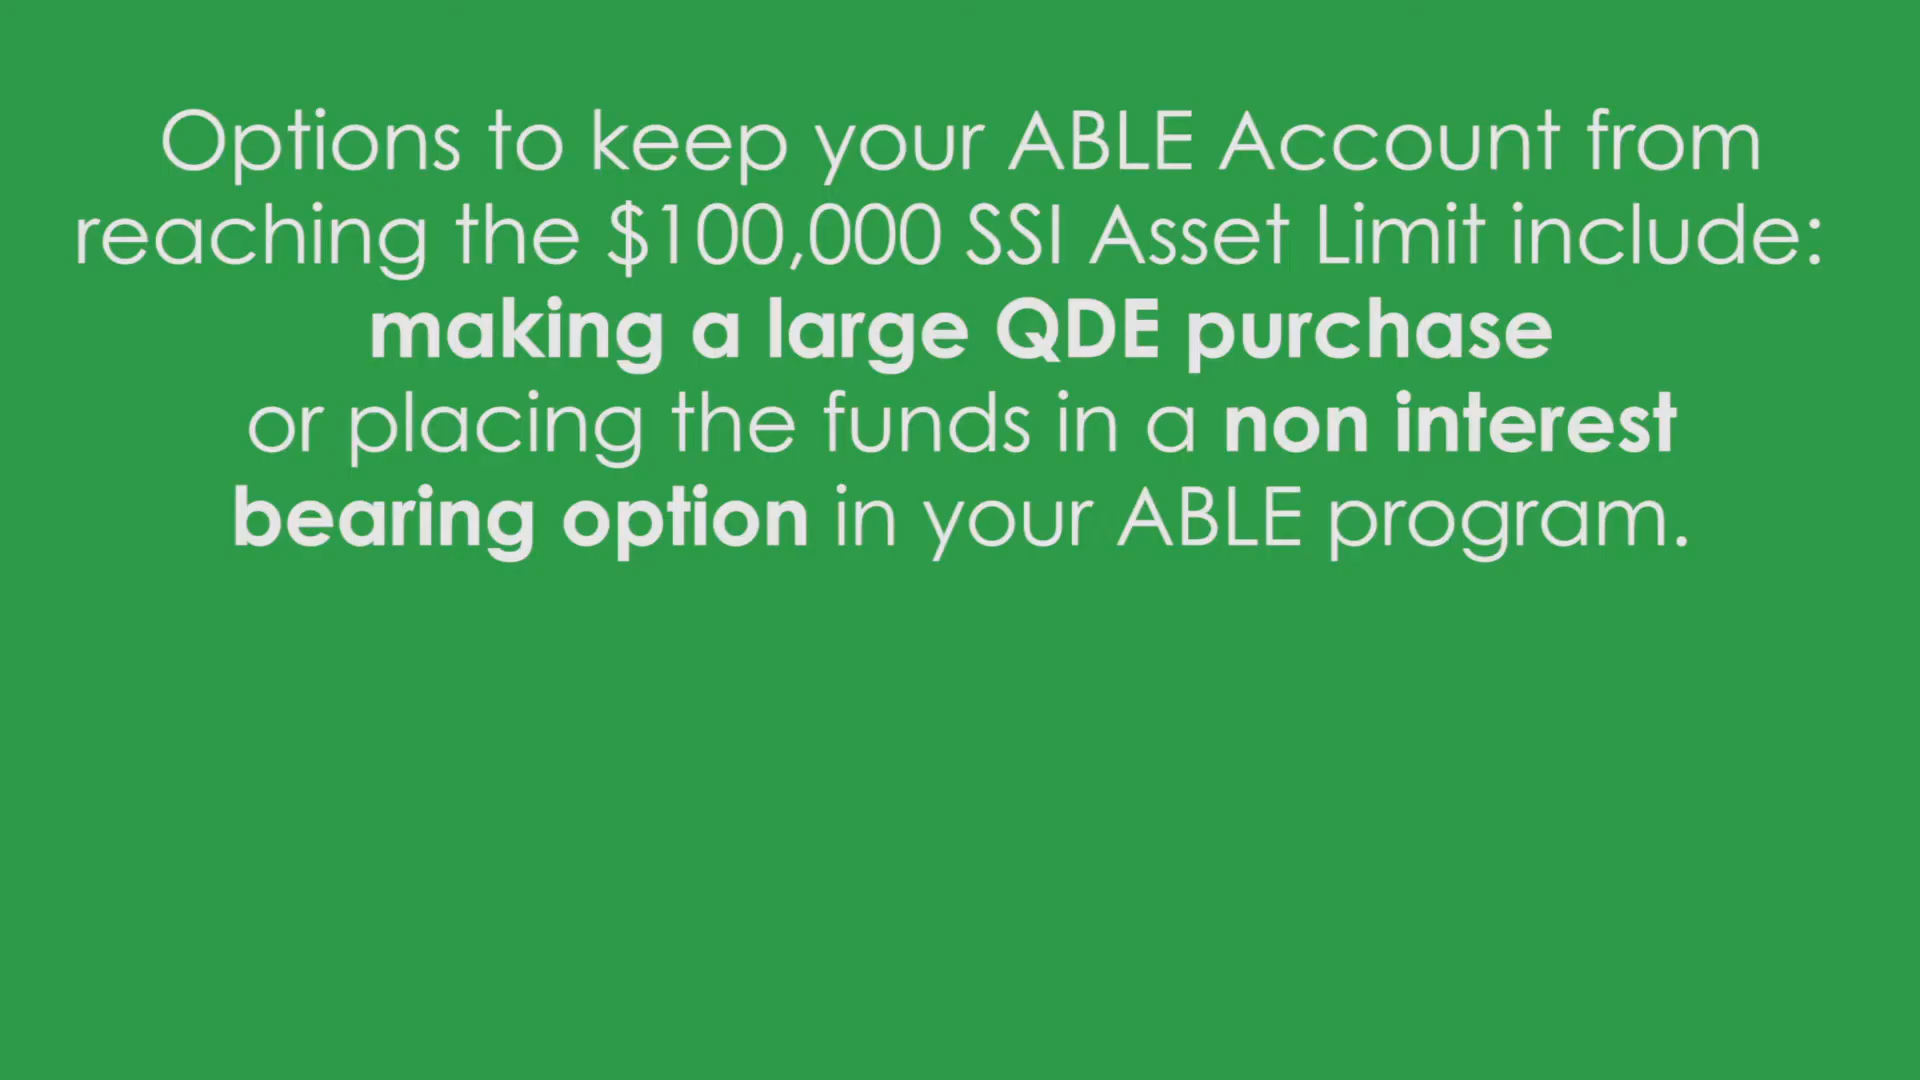 Options to keep your ABLE Account from
reaching the $100,000 SSI Asset Limit include:
making a large QDE purchase
or placing the funds in a non interest
bearing option in your ABLE program.